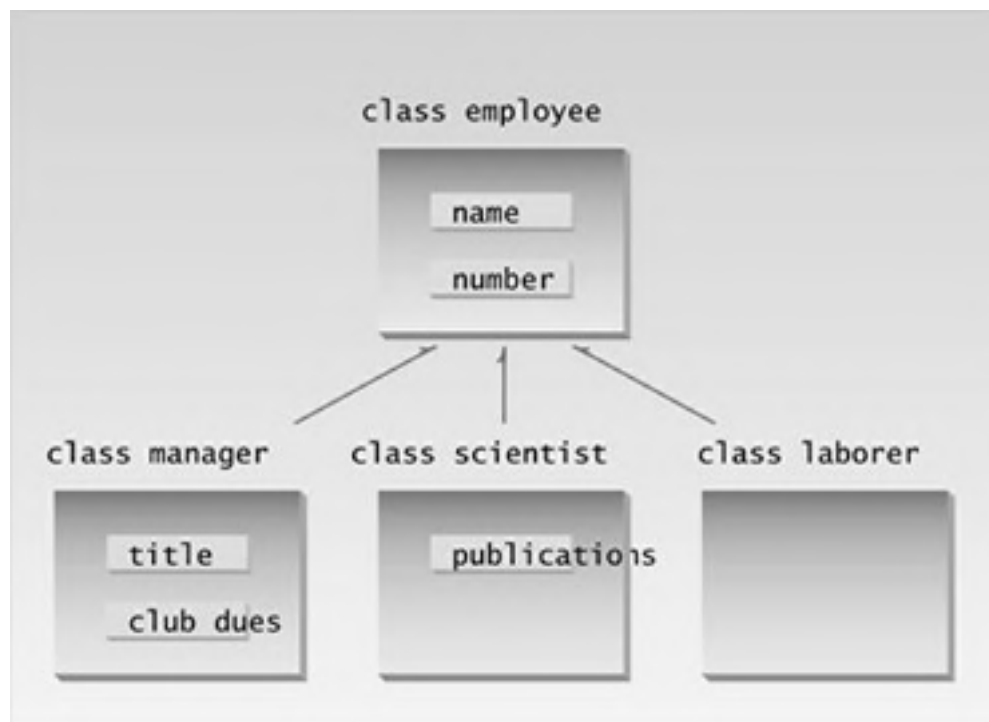 class employee
name
number
class manager
class scientist
class laborer
title
club dues
publications